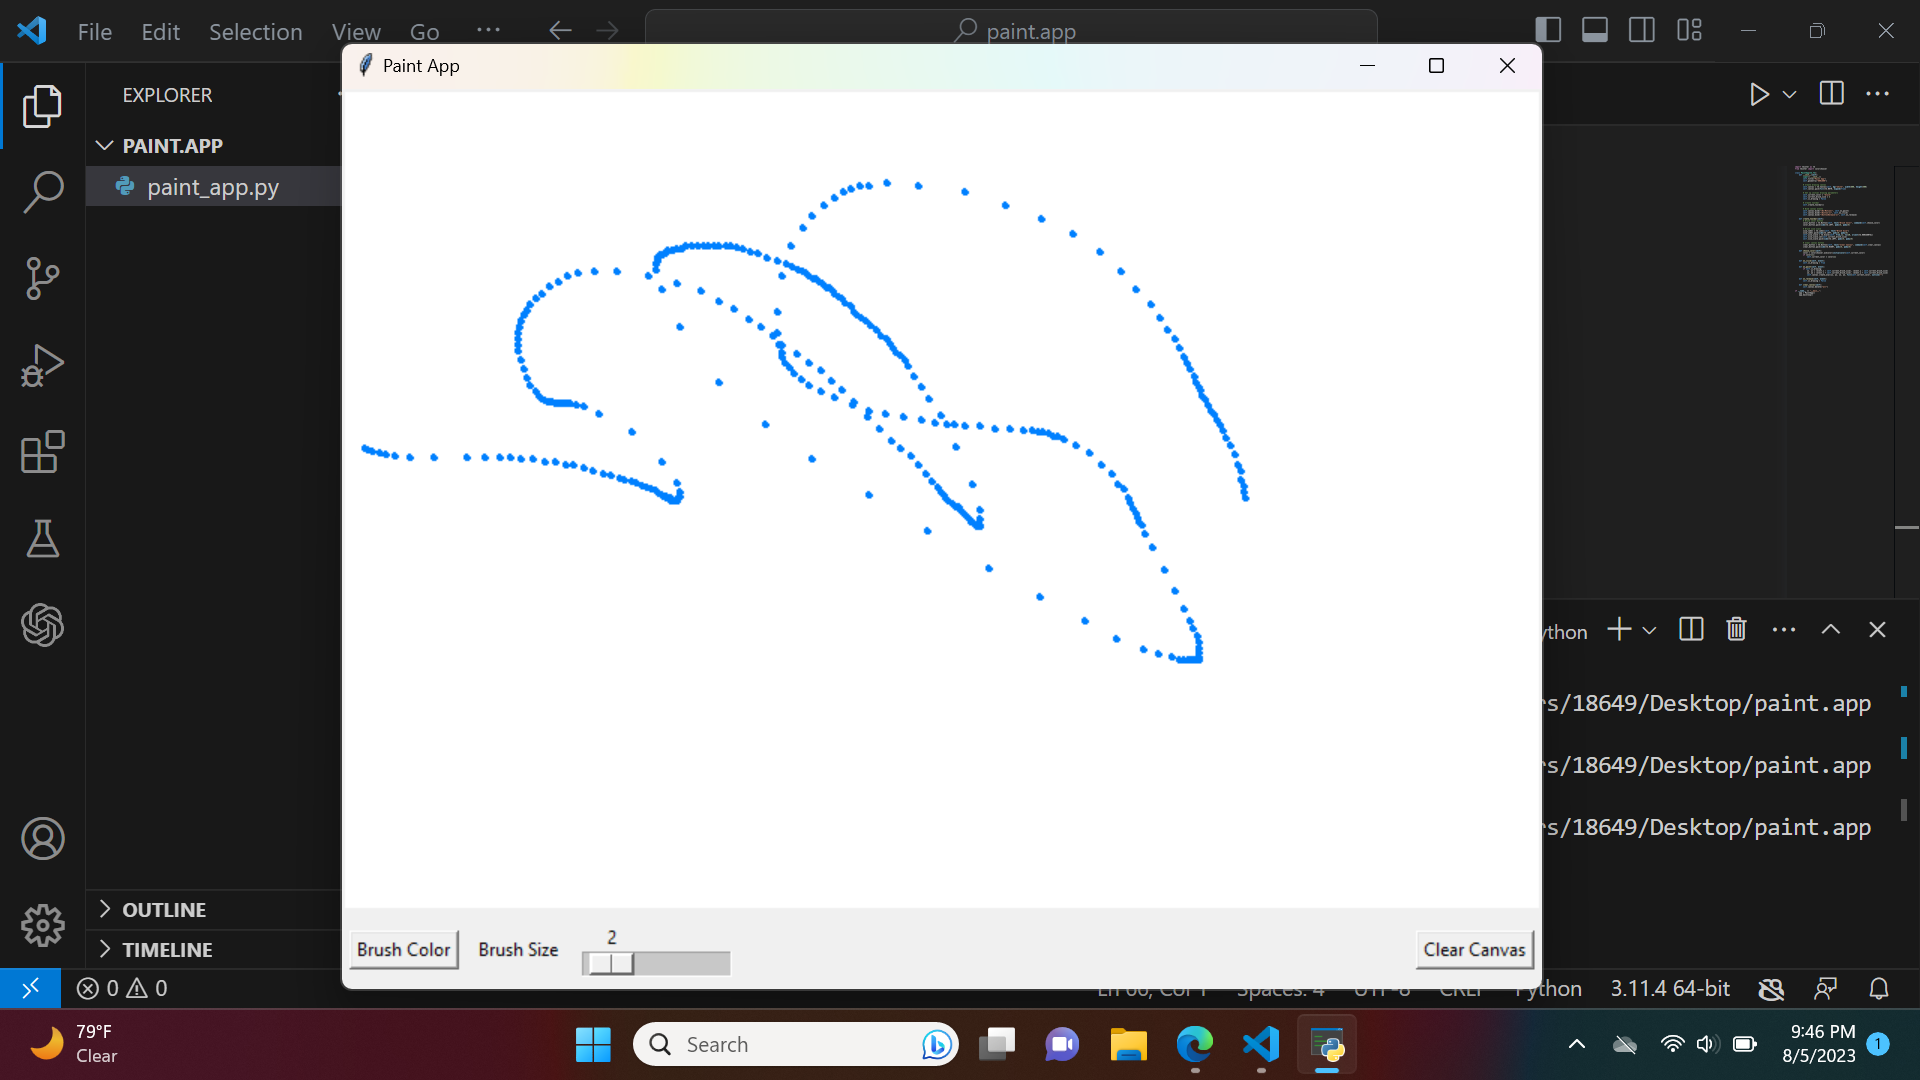 File Edit Selection View Go ···
paint.app
Paint App
EXPLORER
PAINT.APP
paint_app.py
ython
s/18649/Desktop/paint.app
s/18649/Desktop/paint.app
s/18649/Desktop/paint.app
OUTLINE
TIMELINE
Brush Color Brush Size 2 Clear Canvas
0 0 Python 3.11.4 64-bit
79°F
Clear
Search
9:46 PM
8/5/2023
1